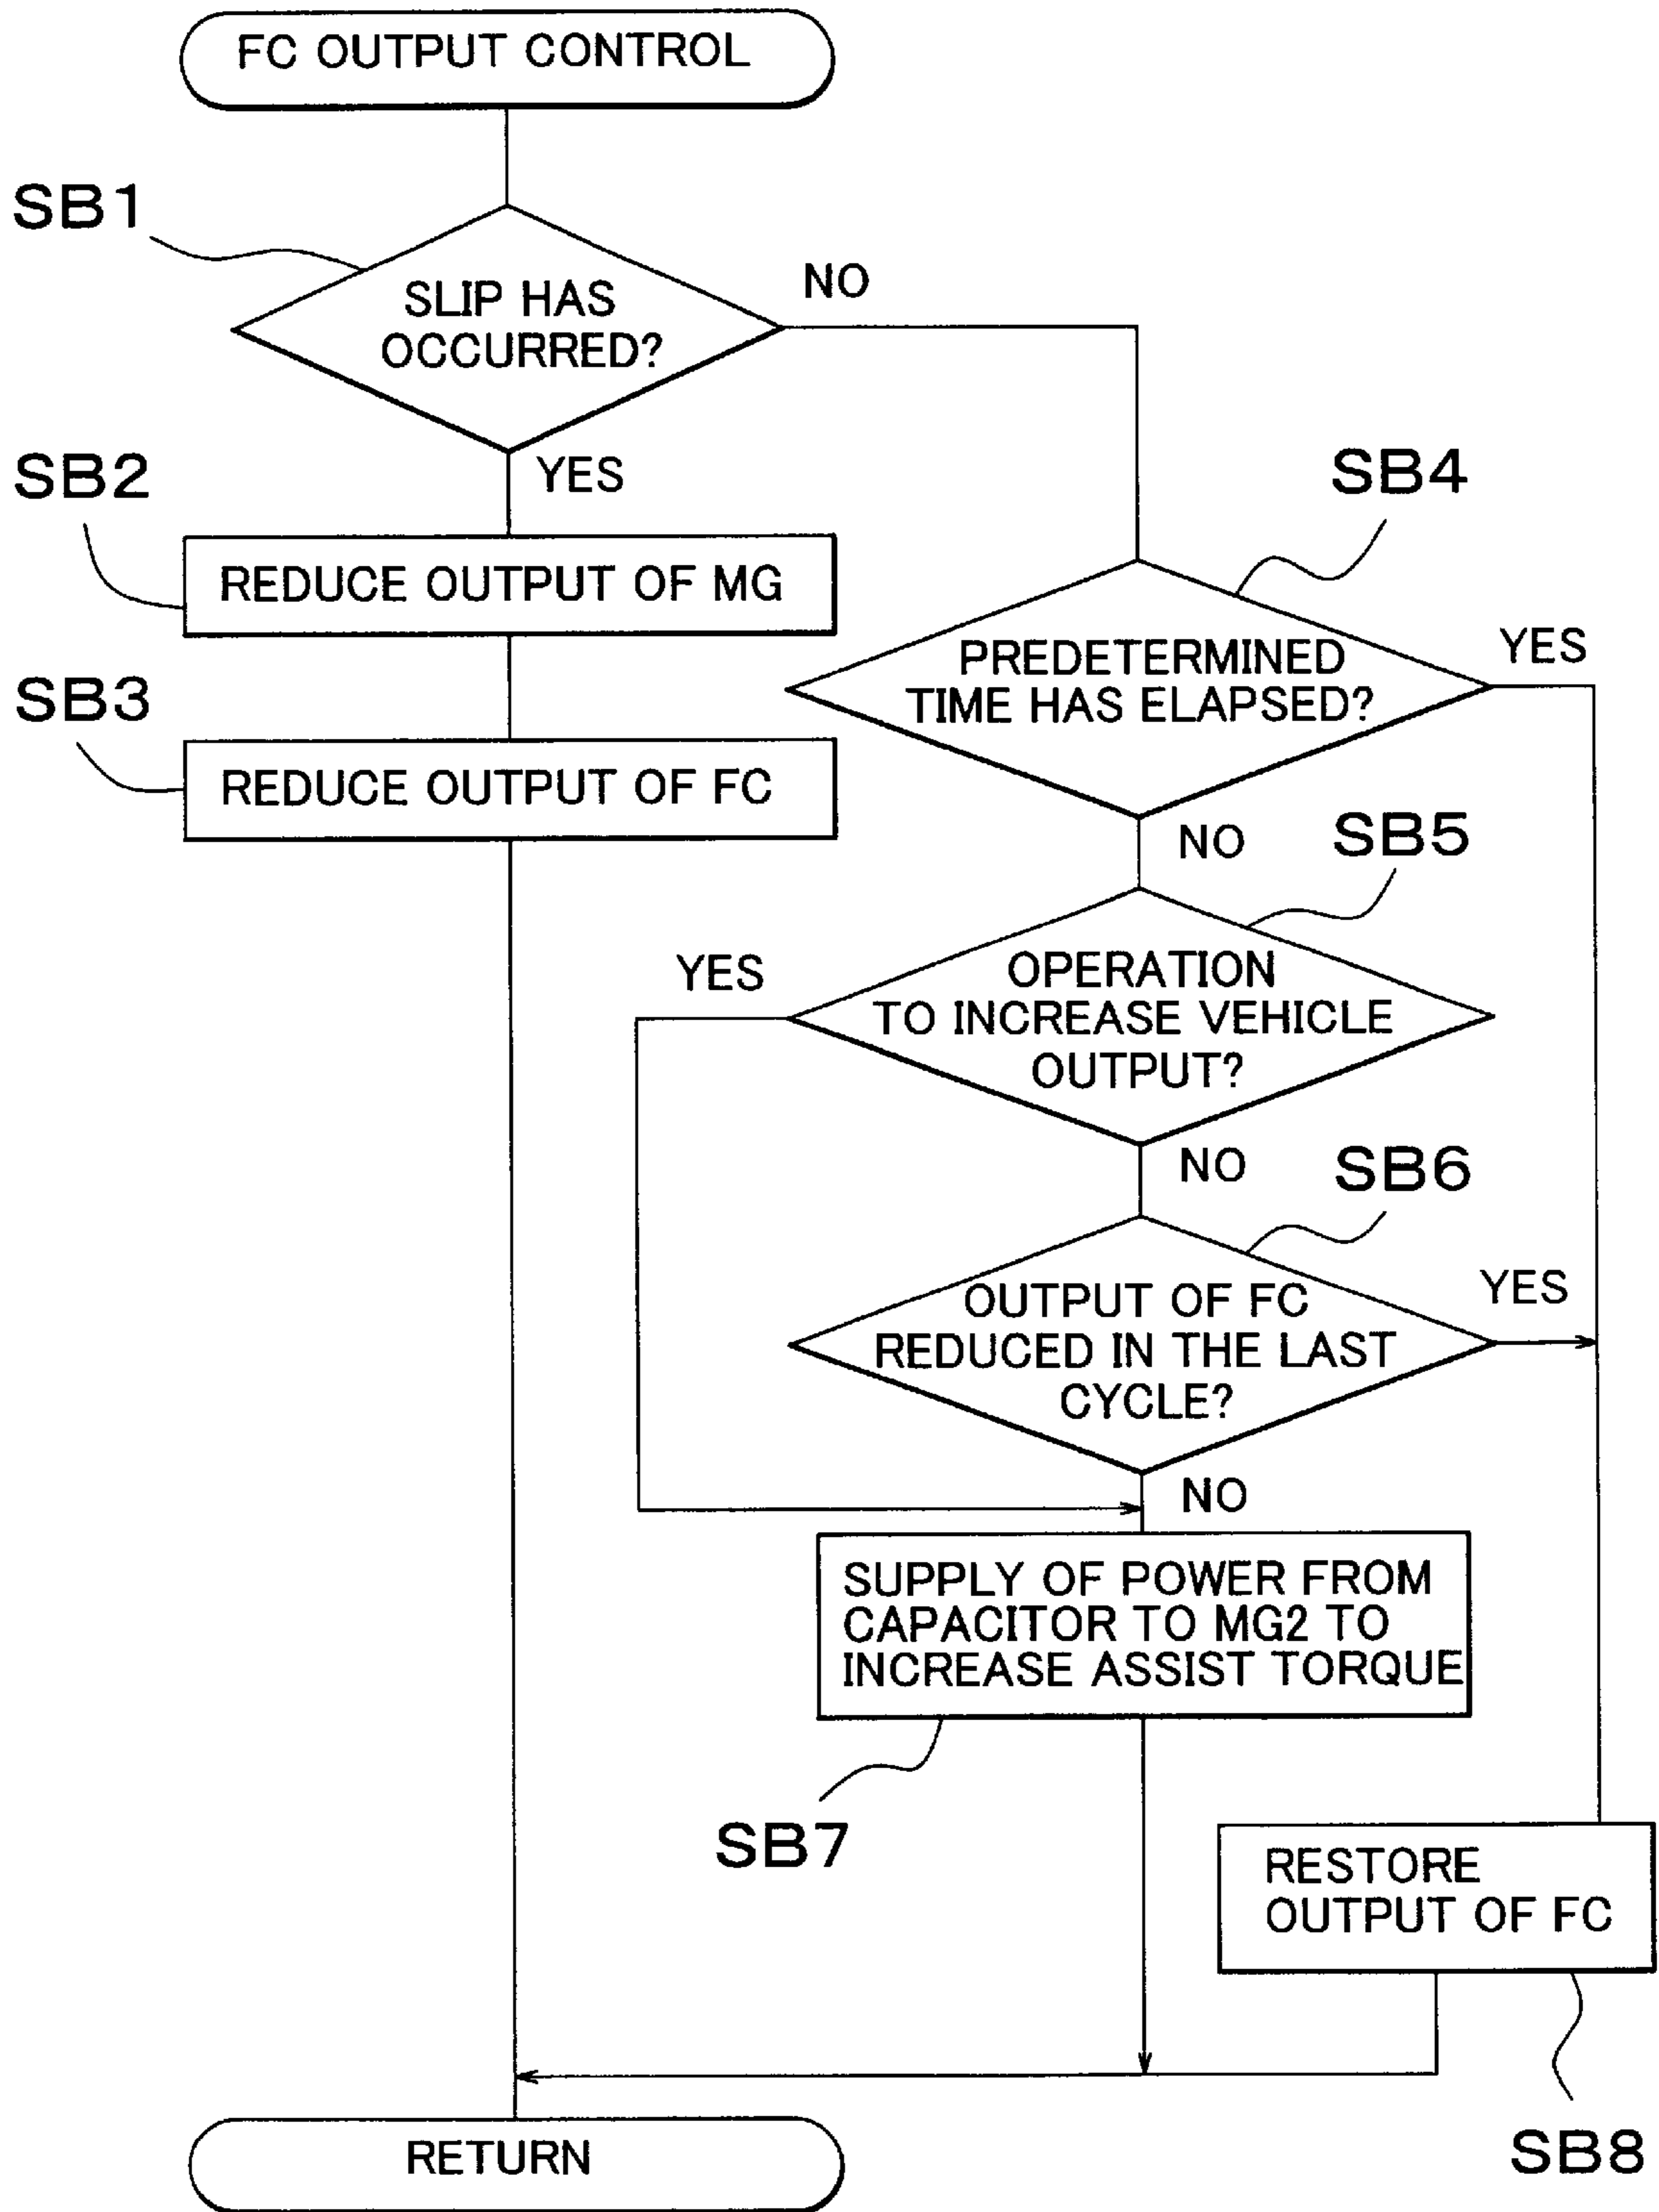 FC OUTPUT CONTROL
SB1
SLIP HAS
OCCURRED?
NO
YES
SB2
REDUCE OUTPUT OF MG
SB3
REDUCE OUTPUT OF FC
SB4
PREDETERMINED
TIME HAS ELAPSED?
YES
NO
SB5
OPERATION
TO INCREASE VEHICLE
OUTPUT?
YES
NO
SB6
OUTPUT OF FC
REDUCED IN THE LAST
CYCLE?
YES
NO
SUPPLY OF POWER FROM
CAPACITOR TO MG2 TO
INCREASE ASSIST TORQUE
SB7
RESTORE
OUTPUT OF FC
SB8
RETURN